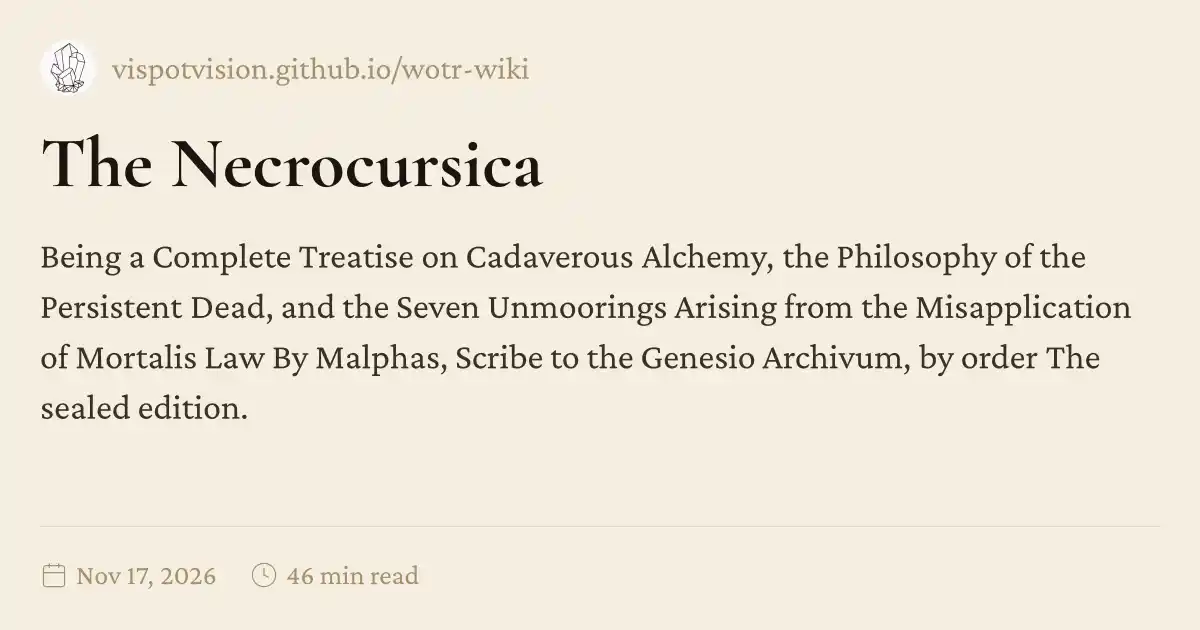 vispotvision.github.io/wotr-wiki
The Necrocursica
Being a Complete Treatise on Cadaverous Alchemy, the Philosophy of the
Persistent Dead, and the Seven Unmoorings Arising from the Misapplication
of Mortalis Law By Malphas, Scribe to the Genesio Archivum, by order The
sealed edition.
Nov 17, 2026 46 min read